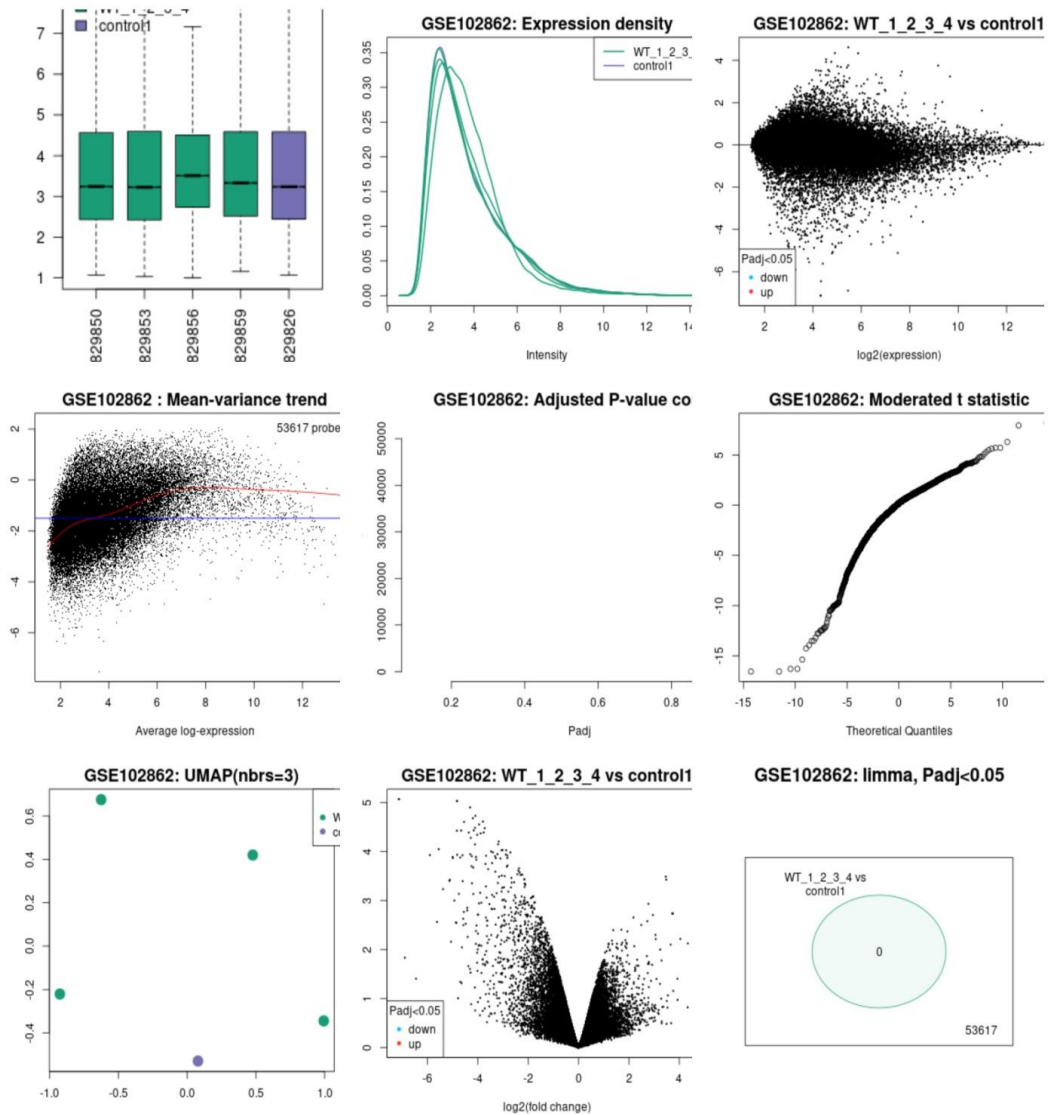 WT_1_2_3_4
control1
7
6
5
4
3
2
1
829850
829853
829856
829859
829826
GSE102862: Expression density
WT_1_2_3_
control1
0.35
0.30
0.25
0.20
0.15
0.10
0.05
0.00
0 2 4 6 8 10 12 14
Intensity
GSE102862: WT_1_2_3_4 vs control1
4
2
0
-2
-4
-6
Padj<0.05
down
up
2 4 6 8 10 12
log2(expression)
GSE102862 : Mean-variance trend
53617 probe
2
0
-2
-4
-6
2 4 6 8 10 12
Average log-expression
GSE102862: Adjusted P-value co
50000
40000
30000
20000
10000
0
0.2 0.4 0.6 0.8
Padj
GSE102862: Moderated t statistic
5
0
-5
-10
-15
-15 -10 -5 0 5 10
Theoretical Quantiles
GSE102862: UMAP(nbrs=3)
W
co
0.6
0.4
0.2
0.0
-0.2
-0.4
-1.0 -0.5 0.0 0.5 1.0
GSE102862: WT_1_2_3_4 vs control1
5
4
3
2
1
0
Padj<0.05
down
up
-6 -4 -2 0 2 4
log2(fold change)
GSE102862: limma, Padj<0.05
WT_1_2_3_4 vs
control1
0
53617